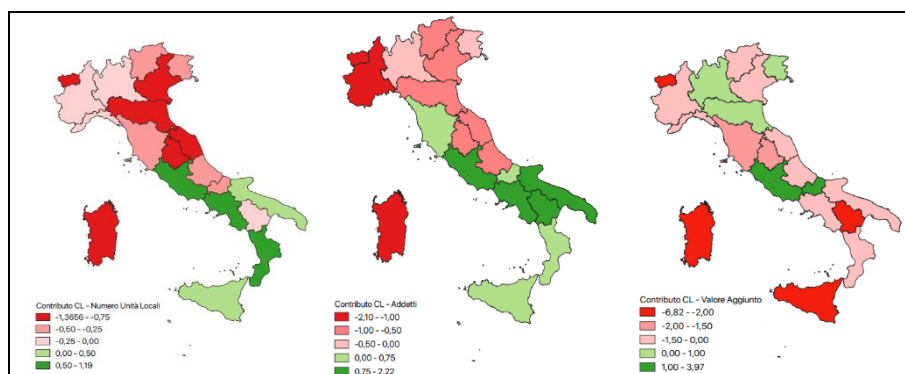 Contributo CL - Numero Unità Locali
-1,3656 - -0,75
-0,50 - -0,25
-0,25 - 0,00
0,00 - 0,50
0,50 - 1,19
Contributo CL - Addetti
-2,10 - -1,00
-1,00 - -0,50
-0,50 - 0,00
0,00 - 0,75
0,75 - 2,22
Contributo CL - Valore Aggiunto
-6,82 - -2,00
-2,00 - -1,50
-1,50 - 0,00
0,00 - 1,00
1,00 - 3,97